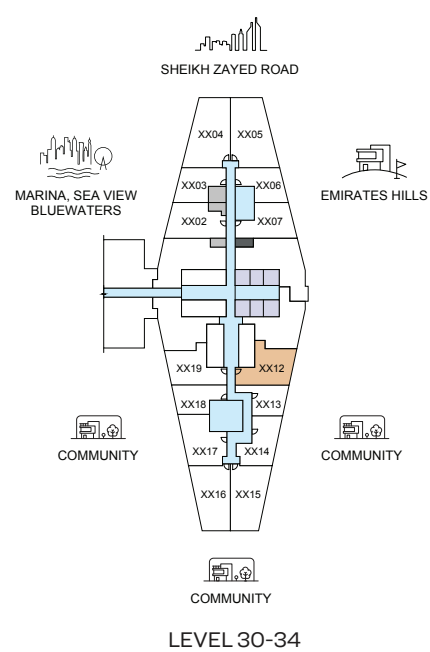 SHEIKH ZAYED ROAD
XX04 XX05
MARINA, SEA VIEW
BLUEWATERS
XX03 XX06
EMIRATES HILLS
XX02 XX07
XX19 XX12
XX18 XX13
COMMUNITY
XX17 XX14
COMMUNITY
XX16 XX15
COMMUNITY
LEVEL 30-34